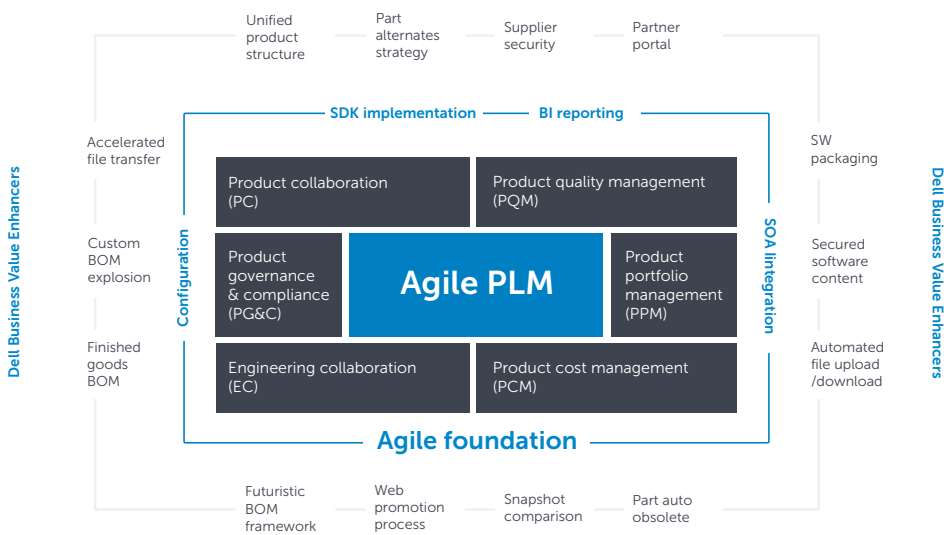 Unified
product
structure
Part
alternates
strategy
Supplier
security
Partner
portal
SDK implementation
BI reporting
Dell Business Value Enhancers
Accelerated
file transfer
Custom
BOM
explosion
Finished
goods
BOM
Configuration
Product collaboration
(PC)
Product quality management
(PQM)
Product
governance
& compliance
(PG&C)
Agile PLM
Product
portfolio
management
(PPM)
Engineering collaboration
(EC)
Product cost management
(PCM)
SOA Iintegration
SW
packaging
Secured
software
content
Automated
file upload
/download
Dell Business Value Enhancers
Agile foundation
Futuristic
BOM
framework
Web
promotion
process
Snapshot
comparison
Part auto
obsolete